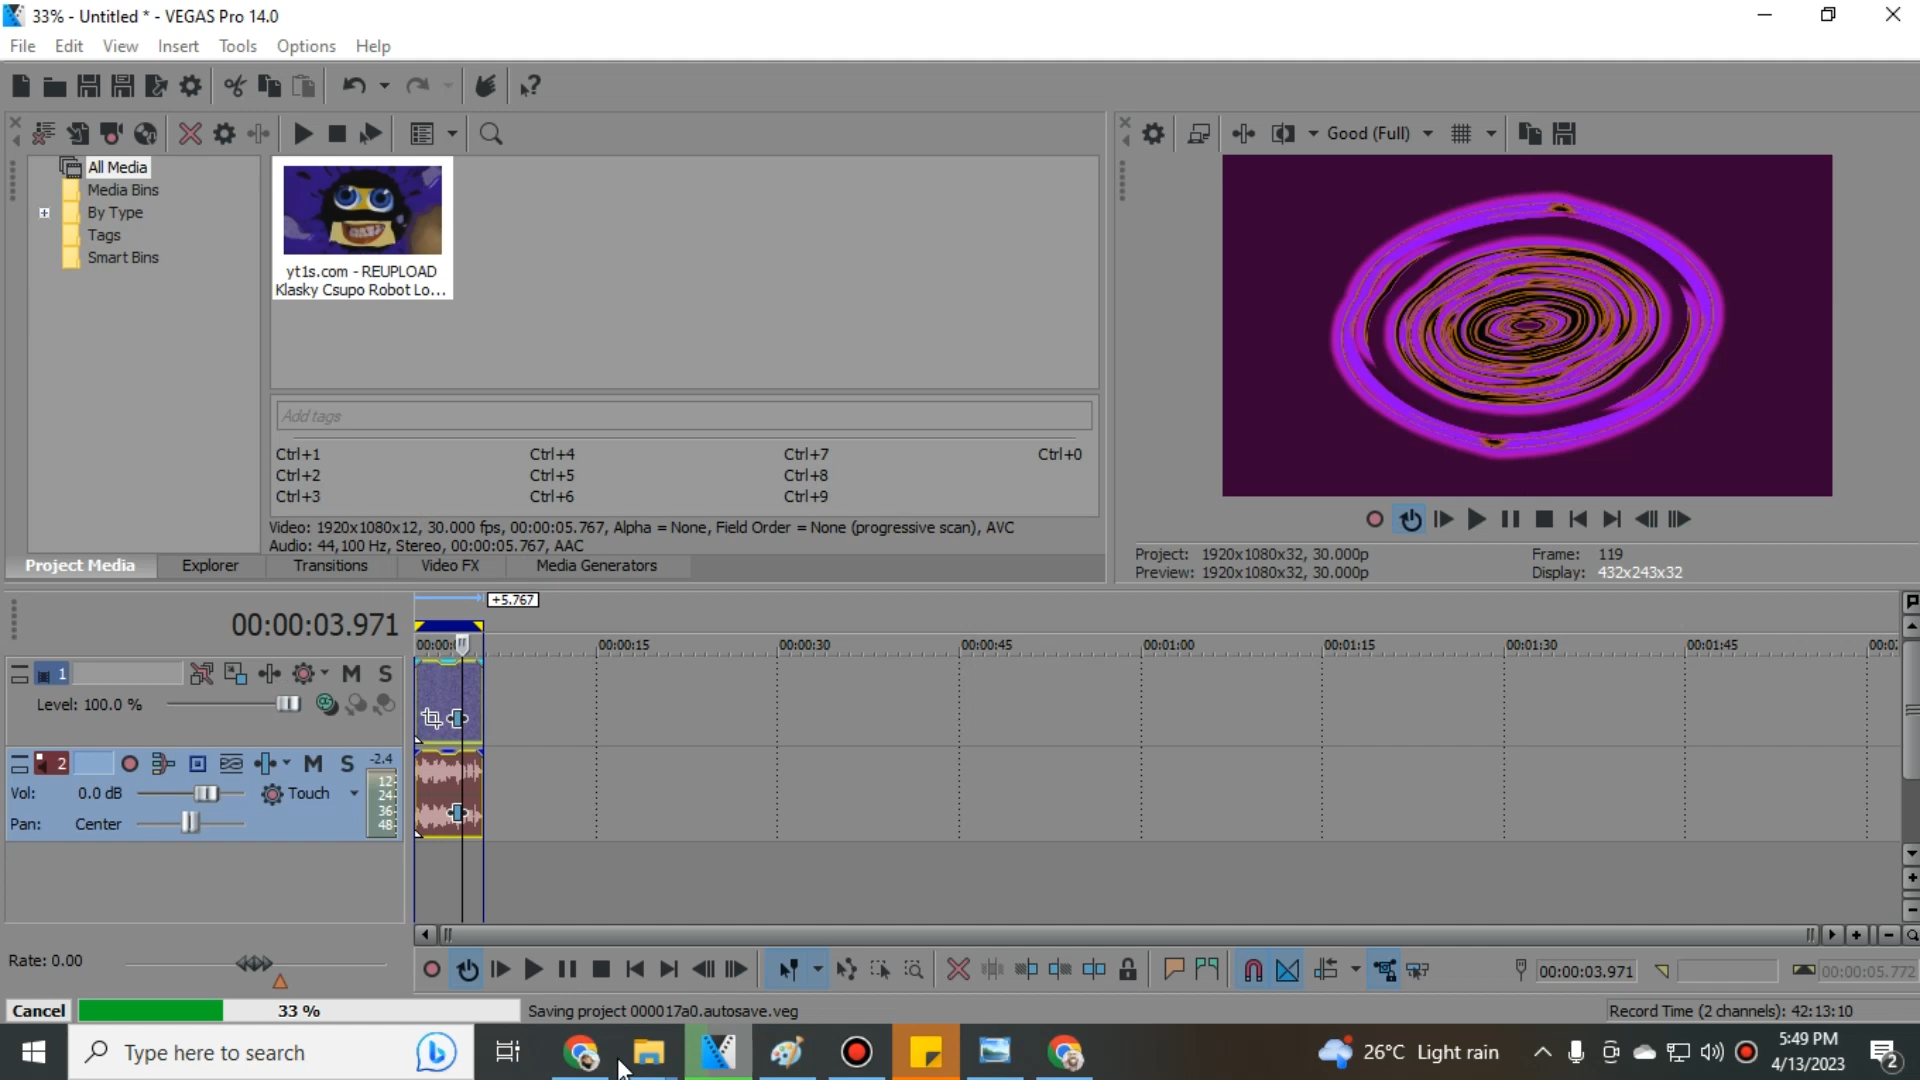 33% - Untitled * - VEGAS Pro 14.0
File Edit View Insert Tools Options Help
Good (Full)
All Media
Media Bins
By Type
Tags
Smart Bins
yt1s.com - REUPLOAD
Klasky Csupo Robot Lo...
Add tags
Ctrl+1 Ctrl+4 Ctrl+7 Ctrl+0
Ctrl+2 Ctrl+5 Ctrl+8
Ctrl+3 Ctrl+6 Ctrl+9
Video: 1920x1080x12, 30.000 fps, 00:00:05.767, Alpha = None, Field Order = None (progressive scan), AVC
Audio: 44,100 Hz, Stereo, 00:00:05.767, AAC
Project Media Explorer Transitions Video FX Media Generators
Project: 1920x1080x32, 30.000p Frame: 119
Preview: 1920x1080x32, 30.000p Display: 432x243x32
+5.767
00:00:03.971
00:00:15 00:00:30 00:00:45 00:01:00 00:01:15 00:01:30 00:01:45
1 M S
Level: 100.0 %
2 M S -2.4
12
24
36
48
Vol: 0.0 dB Touch
Pan: Center
Rate: 0.00
00:00:03.971 00:00:05.772
Cancel 33 % Saving project 000017a0.autosave.veg Record Time (2 channels): 42:13:10
Type here to search
26°C Light rain
5:49 PM
4/13/2023
2